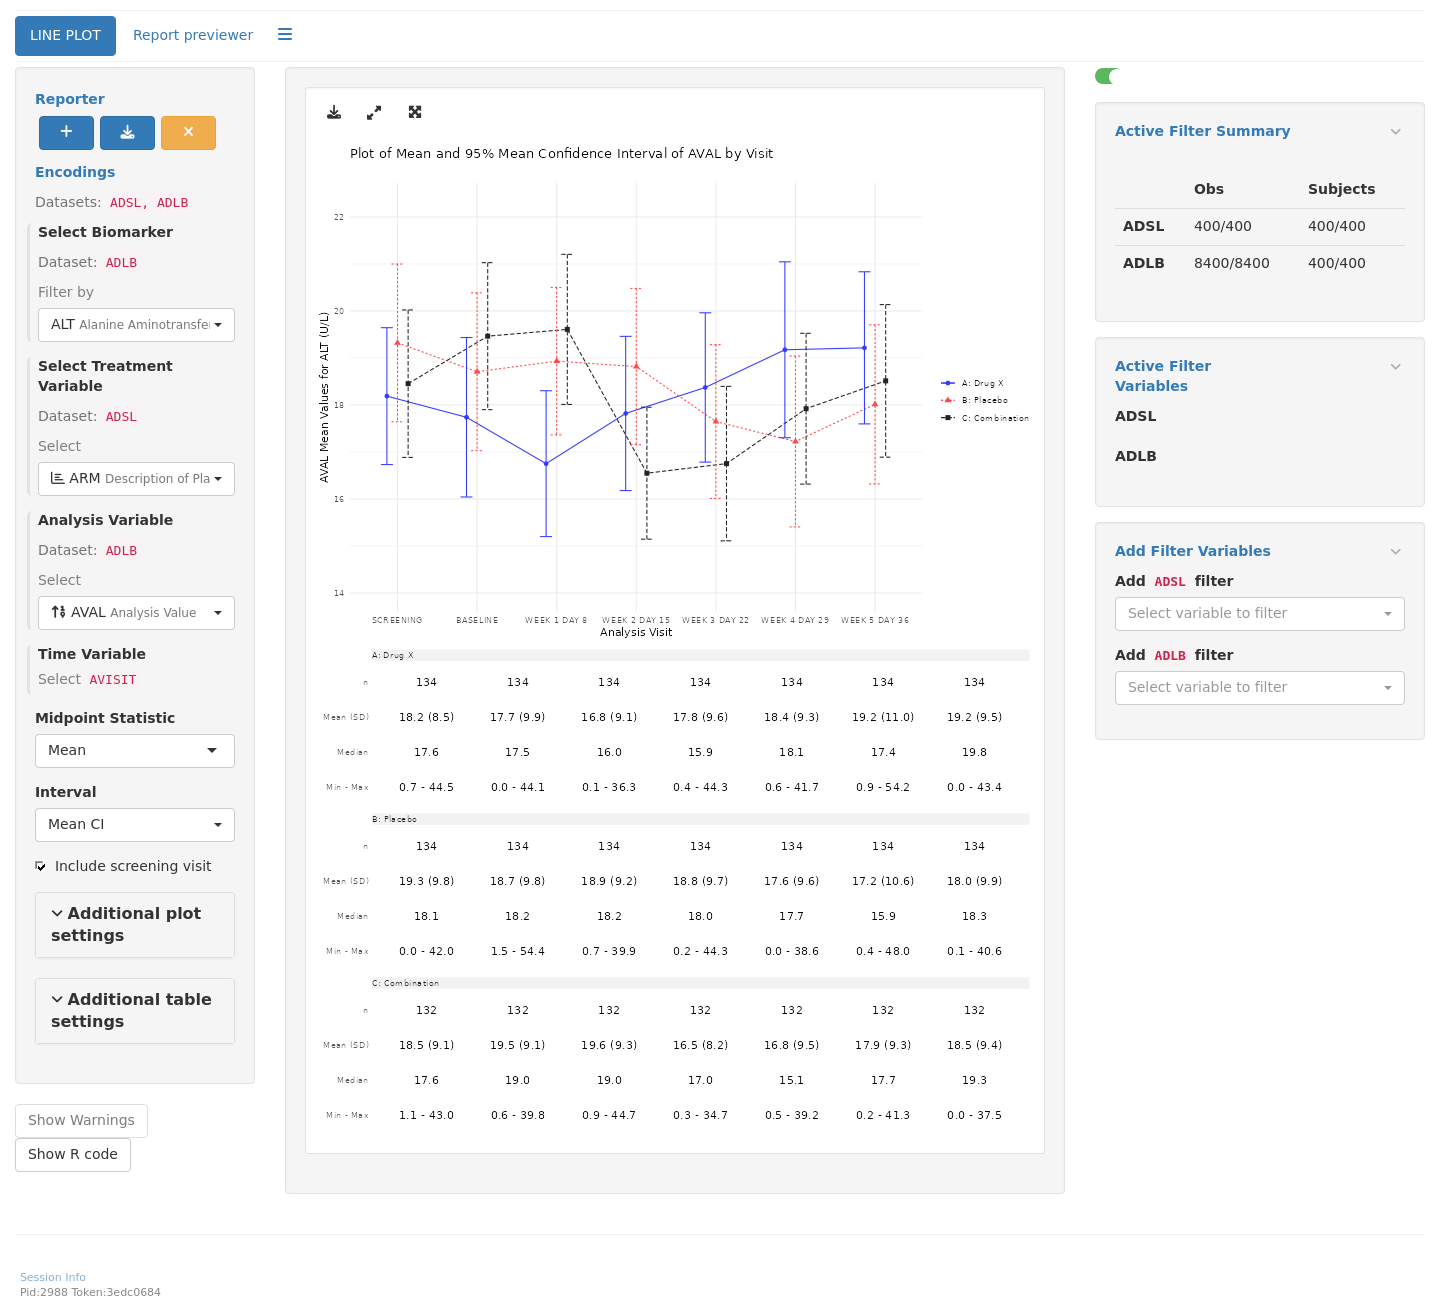 LINE PLOT
Report previewer
Reporter
Encodings
Datasets: ADSL, ADLB
Select Biomarker
Dataset: ADLB
Filter by
ALT Alanine Aminotransfe
Select Treatment
Variable
Dataset: ADSL
Select
ARM Description of Pla
Analysis Variable
Dataset: ADLB
Select
AVAL Analysis Value
Time Variable
Select AVISIT
Midpoint Statistic
Mean
Interval
Mean CI
Include screening visit
Additional plot
settings
Additional table
settings
Show Warnings
Show R code
Plot of Mean and 95% Mean Confidence Interval of AVAL by Visit
AVAL Mean Values for ALT (U/L)
22
20
18
16
14
SCREENING BASELINE WEEK 1 DAY 8 WEEK 2 DAY 15 WEEK 3 DAY 22 WEEK 4 DAY 29 WEEK 5 DAY 36
Analysis Visit
A: Drug X
B: Placebo
C: Combination
A: Drug X
n 134 134 134 134 134 134 134
Mean (SD) 18.2 (8.5) 17.7 (9.9) 16.8 (9.1) 17.8 (9.6) 18.4 (9.3) 19.2 (11.0) 19.2 (9.5)
Median 17.6 17.5 16.0 15.9 18.1 17.4 19.8
Min - Max 0.7 - 44.5 0.0 - 44.1 0.1 - 36.3 0.4 - 44.3 0.6 - 41.7 0.9 - 54.2 0.0 - 43.4
B: Placebo
n 134 134 134 134 134 134 134
Mean (SD) 19.3 (9.8) 18.7 (9.8) 18.9 (9.2) 18.8 (9.7) 17.6 (9.6) 17.2 (10.6) 18.0 (9.9)
Median 18.1 18.2 18.2 18.0 17.7 15.9 18.3
Min - Max 0.0 - 42.0 1.5 - 54.4 0.7 - 39.9 0.2 - 44.3 0.0 - 38.6 0.4 - 48.0 0.1 - 40.6
C: Combination
n 132 132 132 132 132 132 132
Mean (SD) 18.5 (9.1) 19.5 (9.1) 19.6 (9.3) 16.5 (8.2) 16.8 (9.5) 17.9 (9.3) 18.5 (9.4)
Median 17.6 19.0 19.0 17.0 15.1 17.7 19.3
Min - Max 1.1 - 43.0 0.6 - 39.8 0.9 - 44.7 0.3 - 34.7 0.5 - 39.2 0.2 - 41.3 0.0 - 37.5
Active Filter Summary
Obs Subjects
ADSL 400/400 400/400
ADLB 8400/8400 400/400
Active Filter
Variables
ADSL
ADLB
Add Filter Variables
Add ADSL filter
Select variable to filter
Add ADLB filter
Select variable to filter
Session Info
Pid:2988 Token:3edc0684